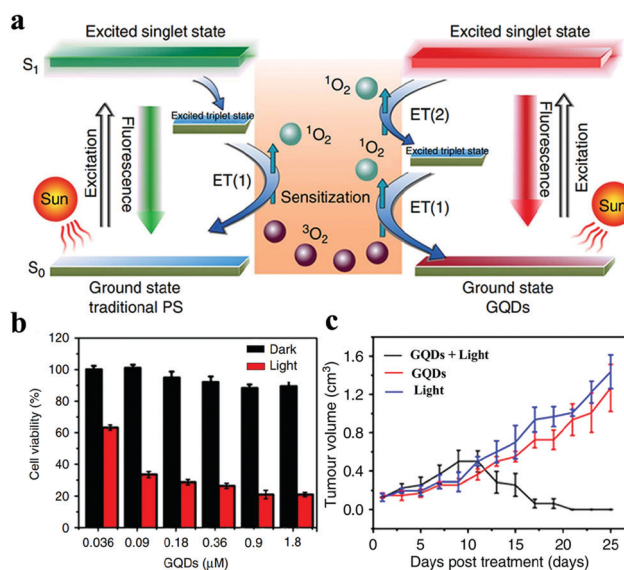 a
Excited singlet state
Excited singlet state
S1
¹O2
ET(2)
Excited triplet state
¹O2
¹O2
Excited triplet state
Excitation
Fluorescence
ET(1)
Sensitization
ET(1)
Fluorescence
Excitation
Sun
Sun
³O2
S0
Ground state
traditional PS
Ground state
GQDs
b
120
100
80
60
40
20
0
Cell viability (%)
Dark
Light
0.036 0.09 0.18 0.36 0.9 1.8
GQDs (μM)
c
1.6
1.2
0.8
0.4
0.0
Tumour volume (cm³)
GQDs + Light
GQDs
Light
0 5 10 15 20 25
Days post treatment (days)